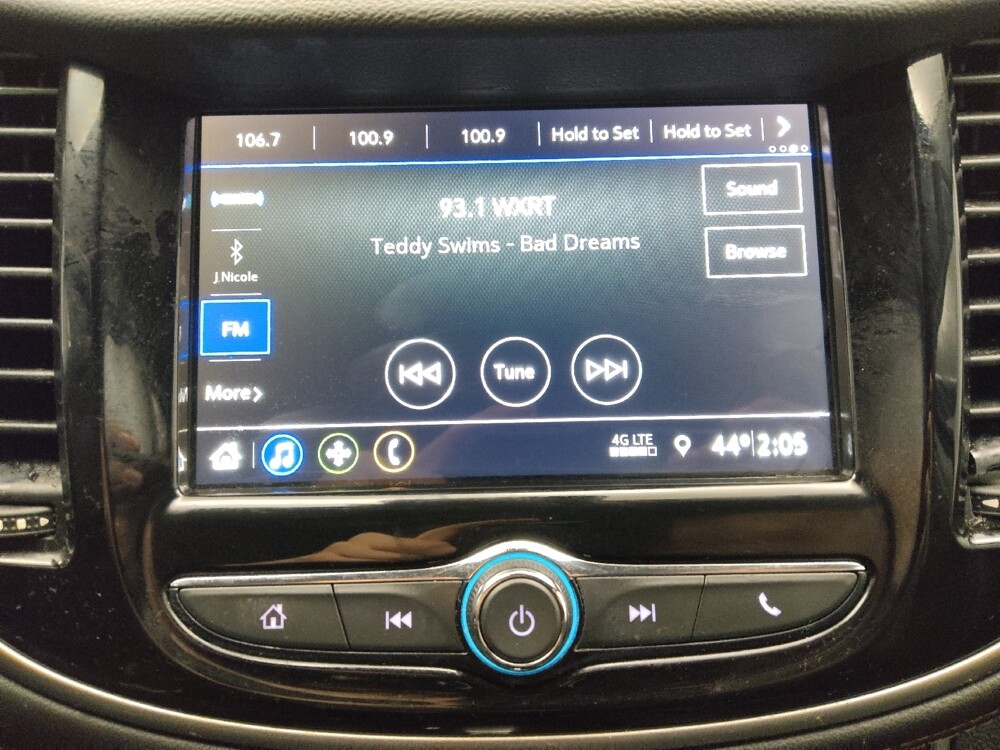 106.7 100.9 100.9 Hold to Set Hold to Set
Sound
93.1 WXRT
Teddy Swims - Bad Dreams
Browse
J.Nicole
FM
Tune
More
4G LTE 44° 2:05